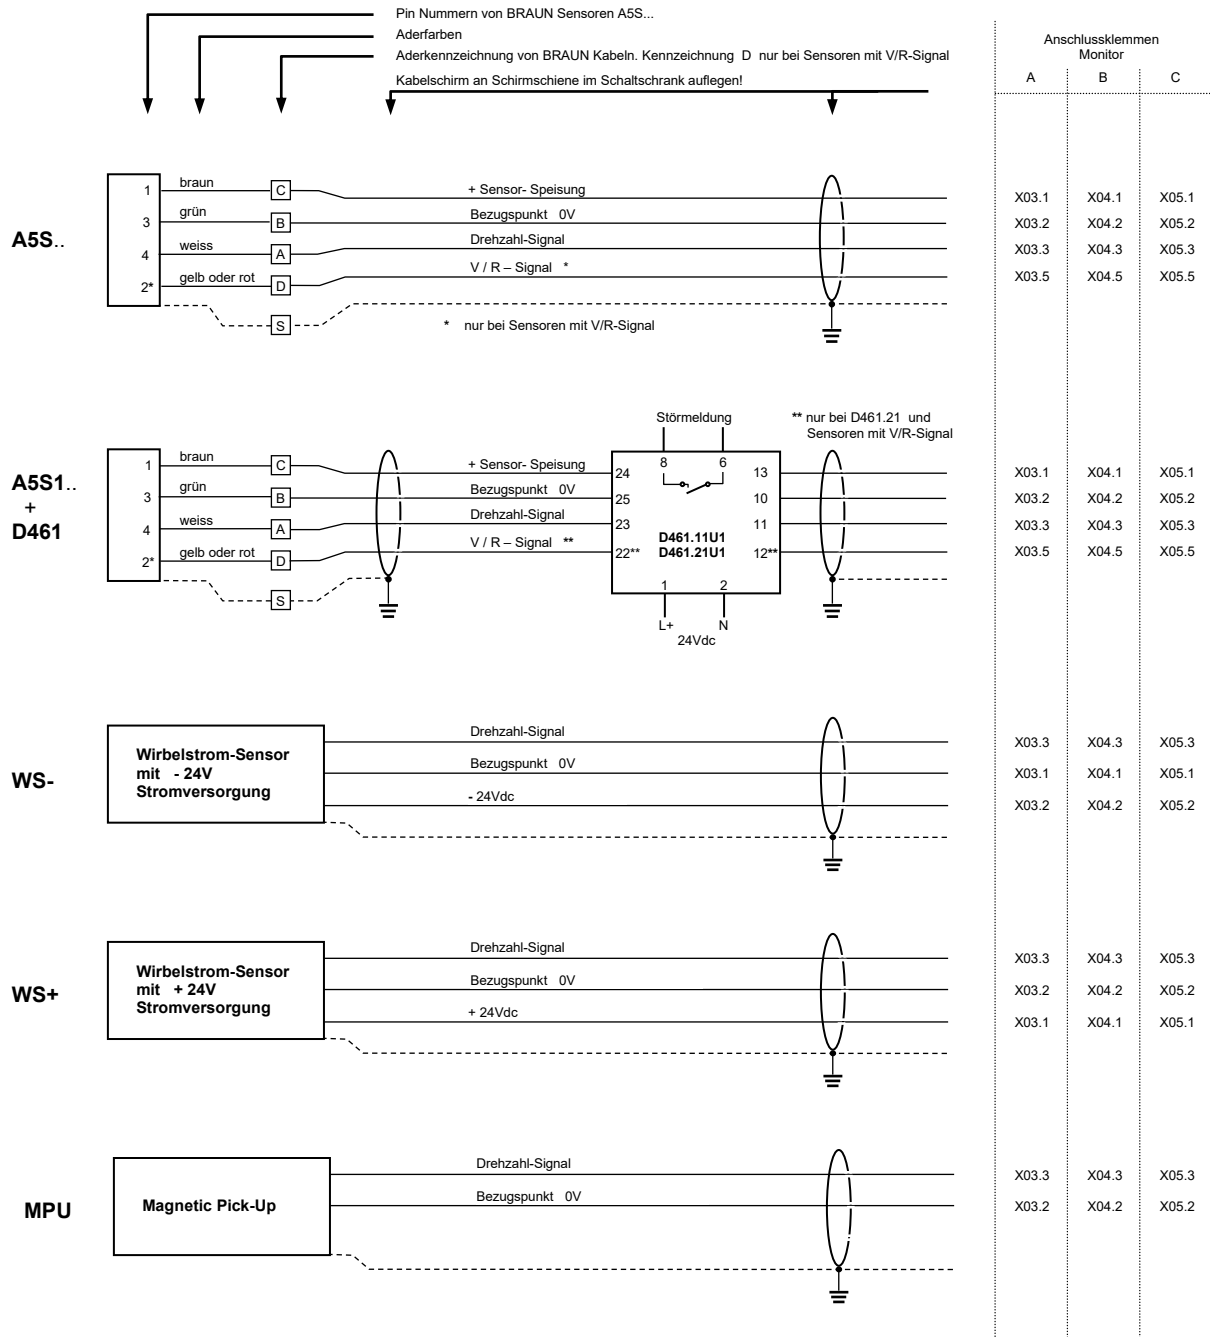 Pin Nummern von BRAUN Sensoren A5S...
Aderfarben
Aderkennzeichnung von BRAUN Kabeln. Kennzeichnung D nur bei Sensoren mit V/R-Signal
Kabelschirm an Schirmschiene im Schaltschrank auflegen!
Anschlussklemmen
Monitor
A B C
A5S..
1 braun C + Sensor- Speisung X03.1 X04.1 X05.1
3 grün B Bezugspunkt 0V X03.2 X04.2 X05.2
4 weiss A Drehzahl-Signal X03.3 X04.3 X05.3
2* gelb oder rot D V / R – Signal * X03.5 X04.5 X05.5
S * nur bei Sensoren mit V/R-Signal
Störmeldung
** nur bei D461.21 und
Sensoren mit V/R-Signal
A5S1..
+
D461
8 6
1 braun C + Sensor- Speisung 24 13 X03.1 X04.1 X05.1
3 grün B Bezugspunkt 0V 25 10 X03.2 X04.2 X05.2
4 weiss A Drehzahl-Signal 23 11 X03.3 X04.3 X05.3
D461.11U1
D461.21U1
2* gelb oder rot D V / R – Signal ** 22** 12** X03.5 X04.5 X05.5
S
1 2
L+ N
24Vdc
WS-
Wirbelstrom-Sensor
mit - 24V
Stromversorgung
Drehzahl-Signal X03.3 X04.3 X05.3
Bezugspunkt 0V X03.1 X04.1 X05.1
- 24Vdc X03.2 X04.2 X05.2
WS+
Wirbelstrom-Sensor
mit + 24V
Stromversorgung
Drehzahl-Signal X03.3 X04.3 X05.3
Bezugspunkt 0V X03.2 X04.2 X05.2
+ 24Vdc X03.1 X04.1 X05.1
MPU
Magnetic Pick-Up
Drehzahl-Signal X03.3 X04.3 X05.3
Bezugspunkt 0V X03.2 X04.2 X05.2